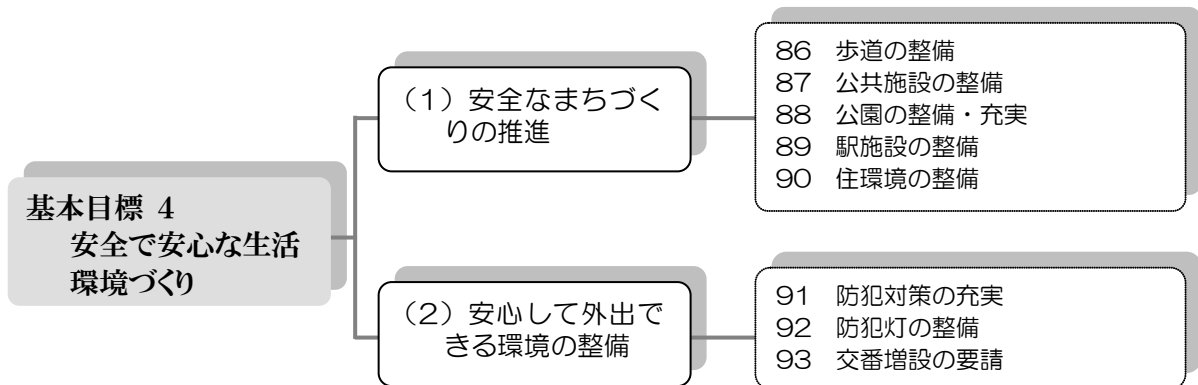 基本目標 4
安全で安心な生活
環境づくり
（１）安全なまちづく
りの推進
86 歩道の整備
87 公共施設の整備
88 公園の整備・充実
89 駅施設の整備
90 住環境の整備
（２）安心して外出で
きる環境の整備
91 防犯対策の充実
92 防犯灯の整備
93 交番増設の要請